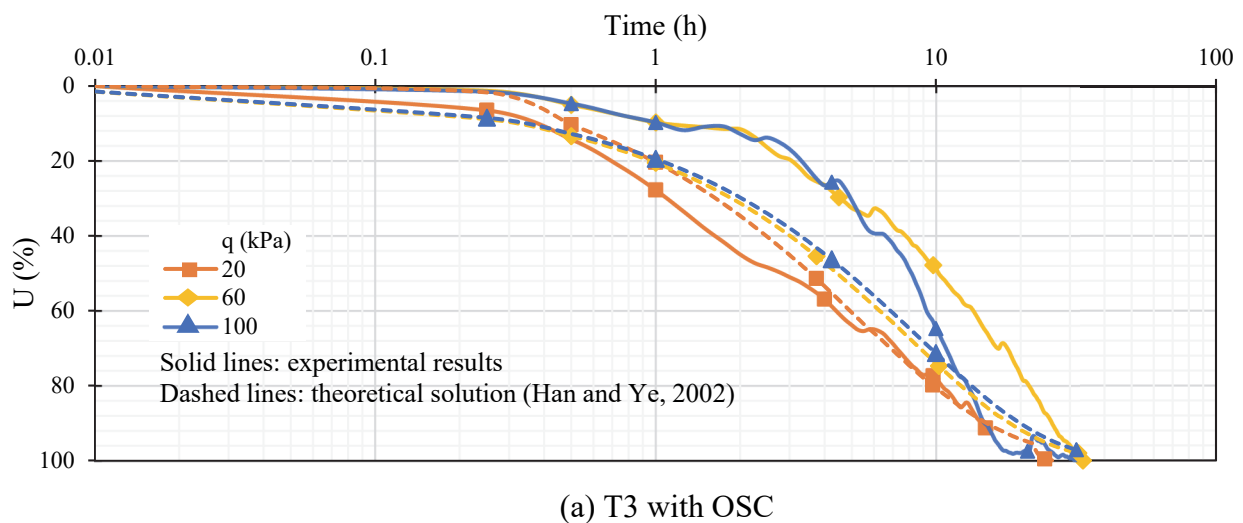 Time (h)
0.01 0.1 1 10 100
0
20
40
60
80
100
U (%)
q (kPa)
20
60
100
Solid lines: experimental results
Dashed lines: theoretical solution (Han and Ye, 2002)
(a) T3 with OSC